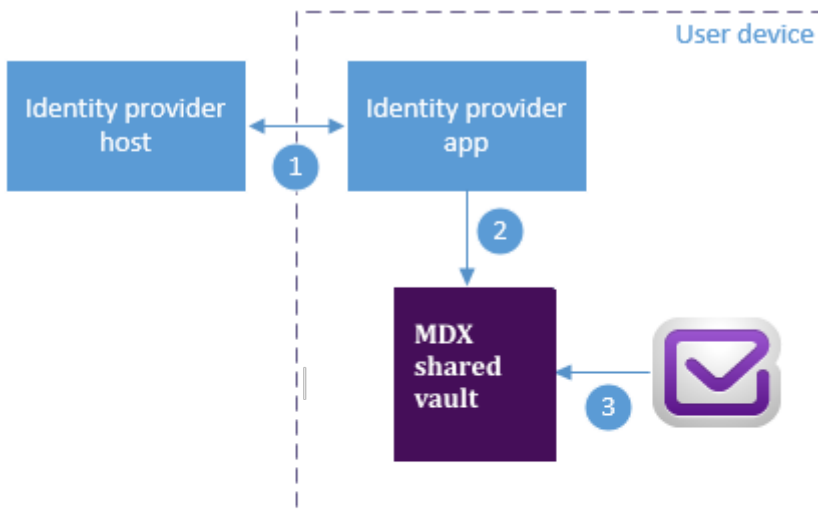 User device
Identity provider
host
Identity provider
app
1
2
MDX
shared
vault
3